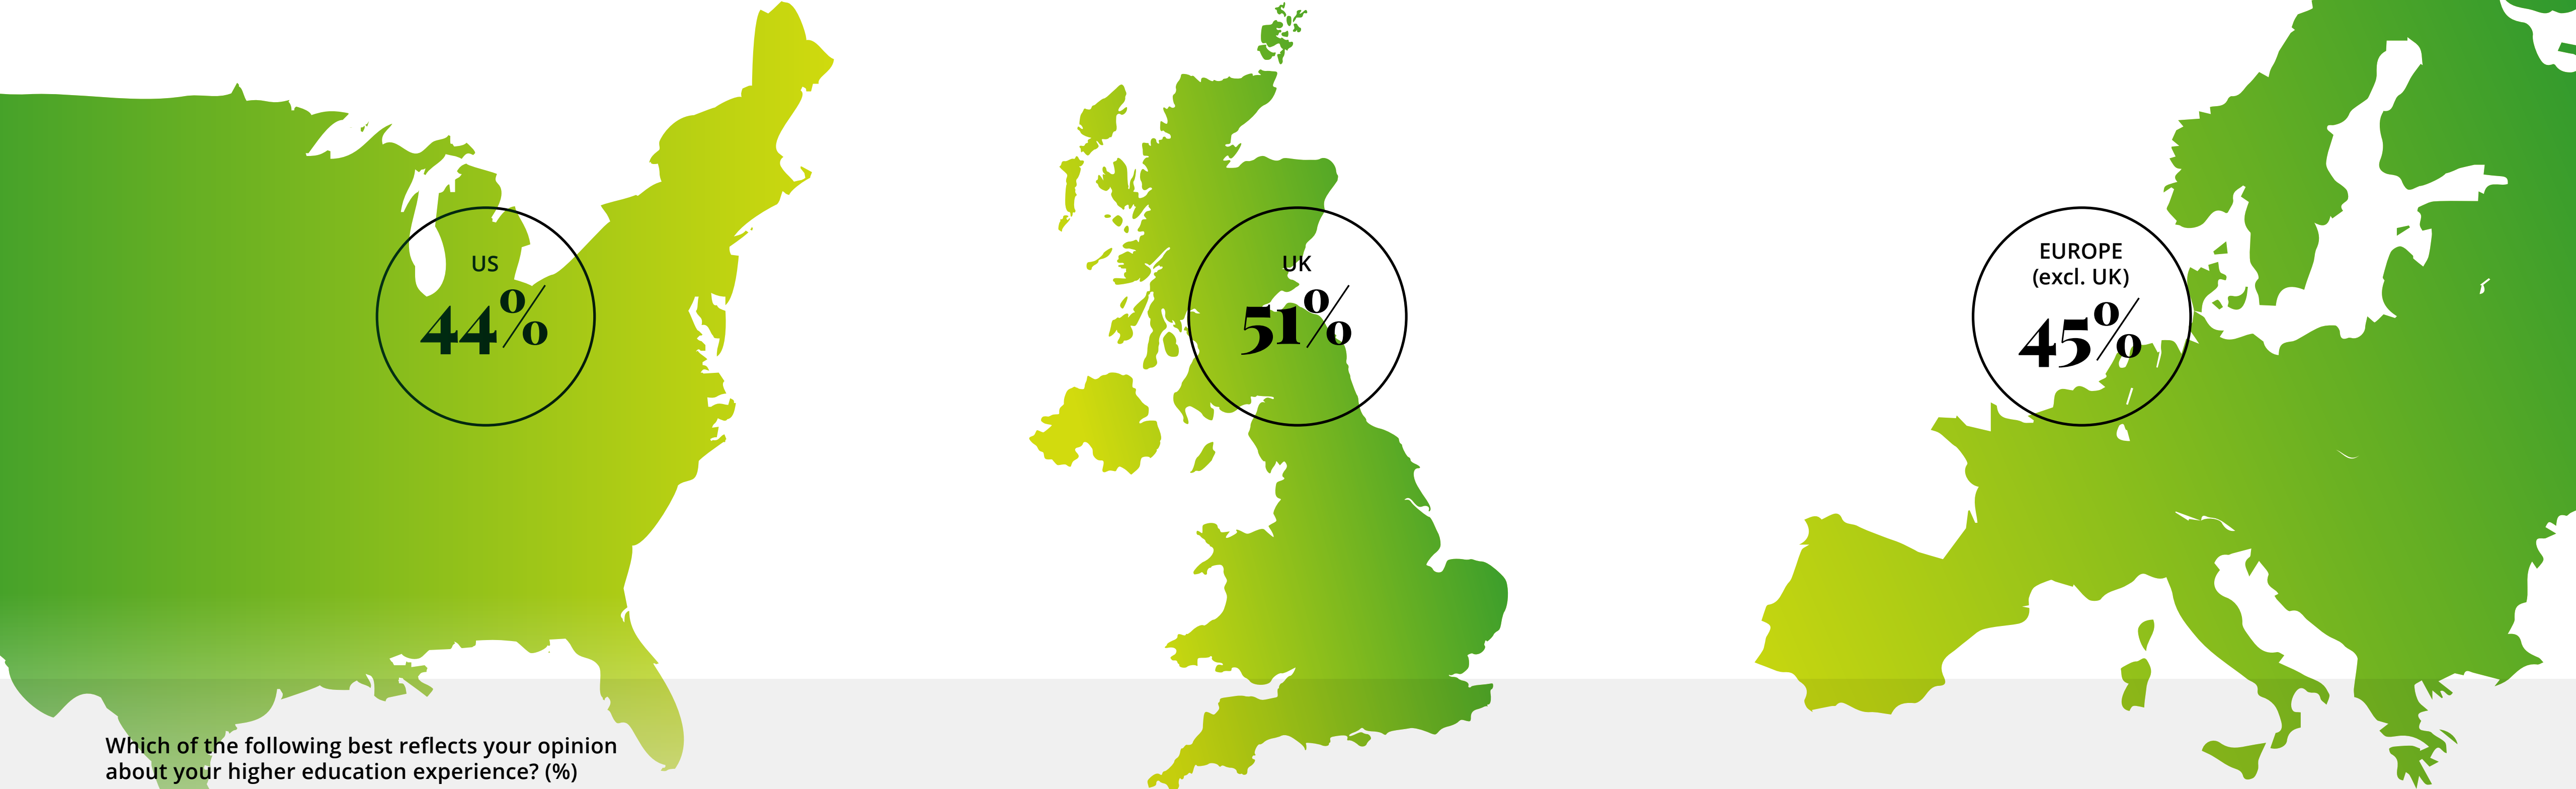 US
44%
UK
51%
EUROPE
(excl. UK)
45%
Which of the following best reflects your opinion
about your higher education experience? (%)